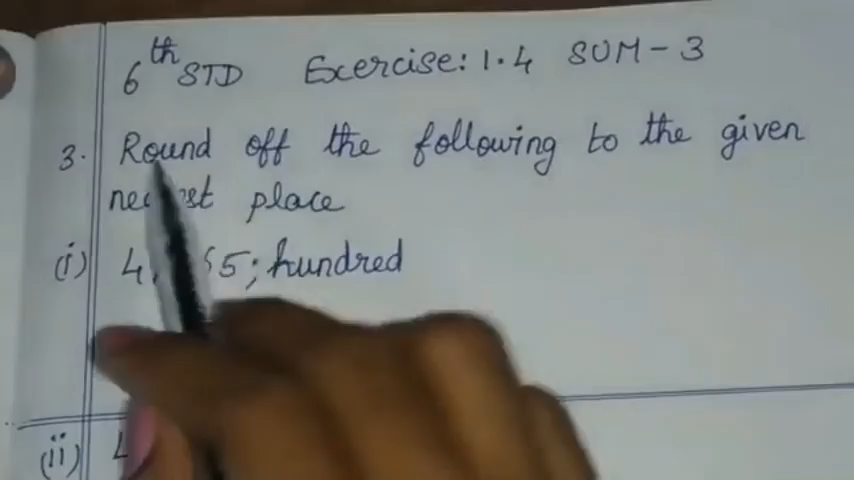 6th STD Exercise: 1.4 SUM - 3
3. Round off the following to the given
place
(i) hundred
(ii)